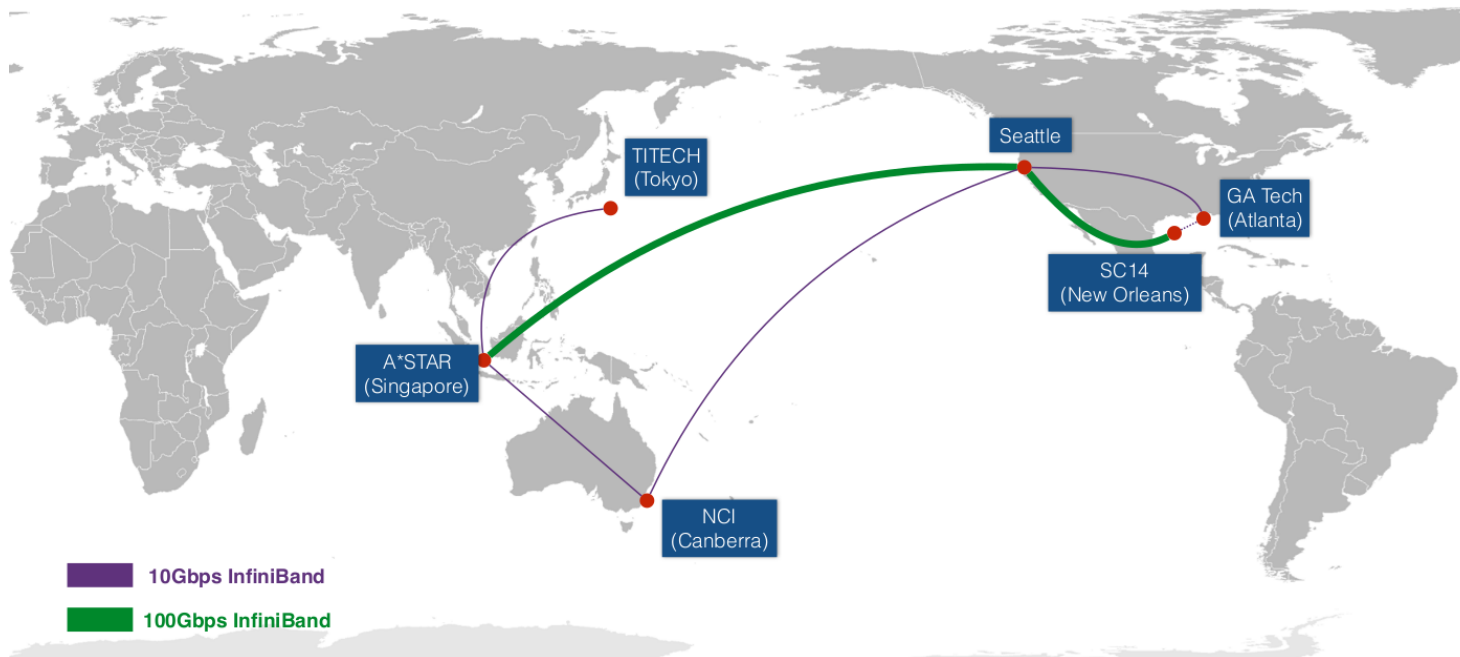 Seattle
TITECH
(Tokyo)
GA Tech
(Atlanta)
SC14
(New Orleans)
A*STAR
(Singapore)
NCI
(Canberra)
10Gbps InfiniBand
100Gbps InfiniBand